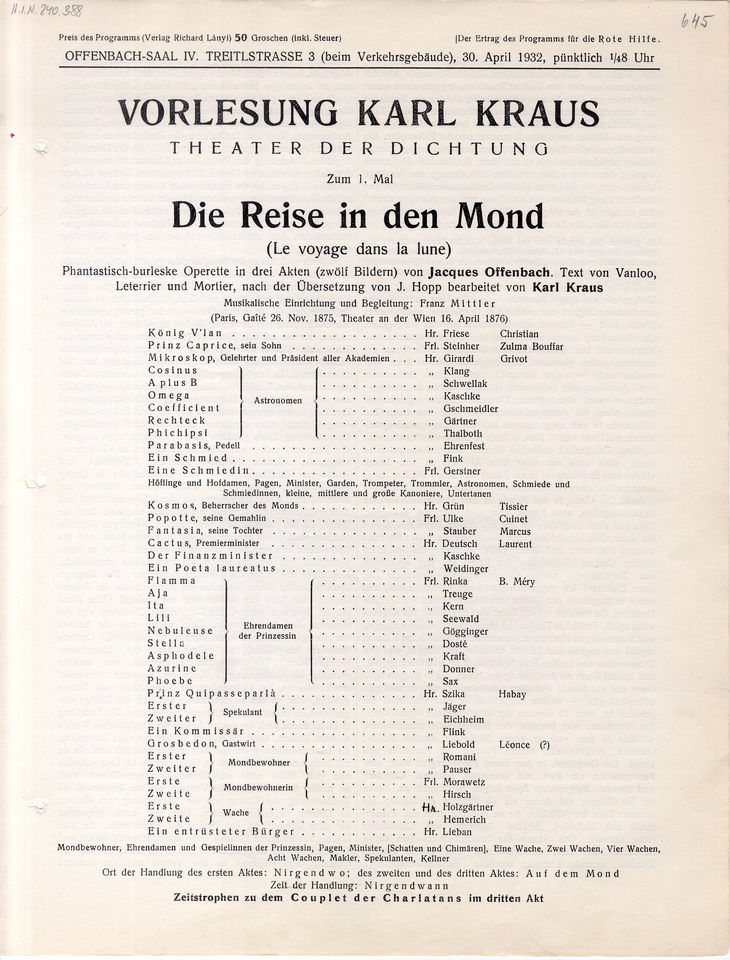 H.I.N. 240.388
645
Preis des Programms (Verlag Richard Lányi) 50 Groschen (inkl. Steuer) [Der Ertrag des Programms für die Rote Hilfe.
OFFENBACH-SAAL IV. TREITLSTRASSE 3 (beim Verkehrsgebäude), 30. April 1932, pünktlich 1/48 Uhr
VORLESUNG KARL KRAUS
THEATER DER DICHTUNG
Zum 1. Mal
Die Reise in den Mond
(Le voyage dans la lune)
Phantastisch-burleske Operette in drei Akten (zwölf Bildern) von Jacques Offenbach. Text von Vanloo,
Leterrier und Mortier, nach der Übersetzung von J. Hopp bearbeitet von Karl Kraus
Musikalische Einrichtung und Begleitung: Franz Mittler
(Paris, Gaîté 26. Nov. 1875, Theater an der Wien 16. April 1876)
König V'lan . . . Hr. Friese Christian
Prinz Caprice, sein Sohn . . . Frl. Steinher Zulma Bouffar
Mikroskop, Gelehrter und Präsident aller Akademien . . . Hr. Girardi Grivot
Cosinus . . . „ Klang
A plus B . . . „ Schwellak
Omega . . . „ Kaschke
Astronomen
Coefficient . . . „ Gschmeidler
Rechteck . . . „ Gärtner
Phichipsi . . . „ Thalboth
Parabasis, Pedell . . . „ Ehrenfest
Ein Schmied . . . „ Fink
Eine Schmiedin . . . Frl. Gerstner
Höflinge und Hofdamen, Pagen, Minister, Garden, Trompeter, Trommler, Astronomen, Schmiede und
Schmiedinnen, kleine, mittlere und große Kanoniere, Untertanen
Kosmos, Beherrscher des Monds . . . Hr. Grün Tissier
Popotte, seine Gemahlin . . . Frl. Ulke Cuinet
Fantasia, seine Tochter . . . „ Stauber Marcus
Cactus, Premierminister . . . Hr. Deutsch Laurent
Der Finanzminister . . . „ Kaschke
Ein Poeta laureatus . . . „ Weidinger
Flamma . . . Frl. Rinka B. Méry
Aja . . . „ Treuge
Ita . . . „ Kern
Lili . . . „ Seewald
Nebuleuse Ehrendamen der Prinzessin . . . „ Gögginger
Stella . . . „ Dosté
Asphodele . . . „ Kraft
Azurine . . . „ Donner
Phoebe . . . „ Sax
Prinz Quipasseparlà . . . Hr. Szika Habay
Erster Spekulant . . . „ Jäger
Zweiter . . . „ Eichheim
Ein Kommissär . . . „ Flink
Grosbedon, Gastwirt . . . „ Liebold Léonce (?)
Erster Mondbewohner . . . „ Romani
Zweiter . . . „ Pauser
Erste Mondbewohnerin . . . Frl. Morawetz
Zweite . . . „ Hirsch
Erste Wache . . . Hr. Holzgärtner
Zweite . . . „ Hemerich
Ein entrüsteter Bürger . . . Hr. Lieban
Mondbewohner, Ehrendamen und Gespielinnen der Prinzessin, Pagen, Minister, [Schatten und Chimären], Eine Wache, Zwei Wachen, Vier Wachen,
Acht Wachen, Makler, Spekulanten, Kellner
Ort der Handlung des ersten Aktes: Nirgendwo; des zweiten und des dritten Aktes: Auf dem Mond
Zeit der Handlung: Nirgendwann
Zeitstrophen zu dem Couplet der Charlatans im dritten Akt